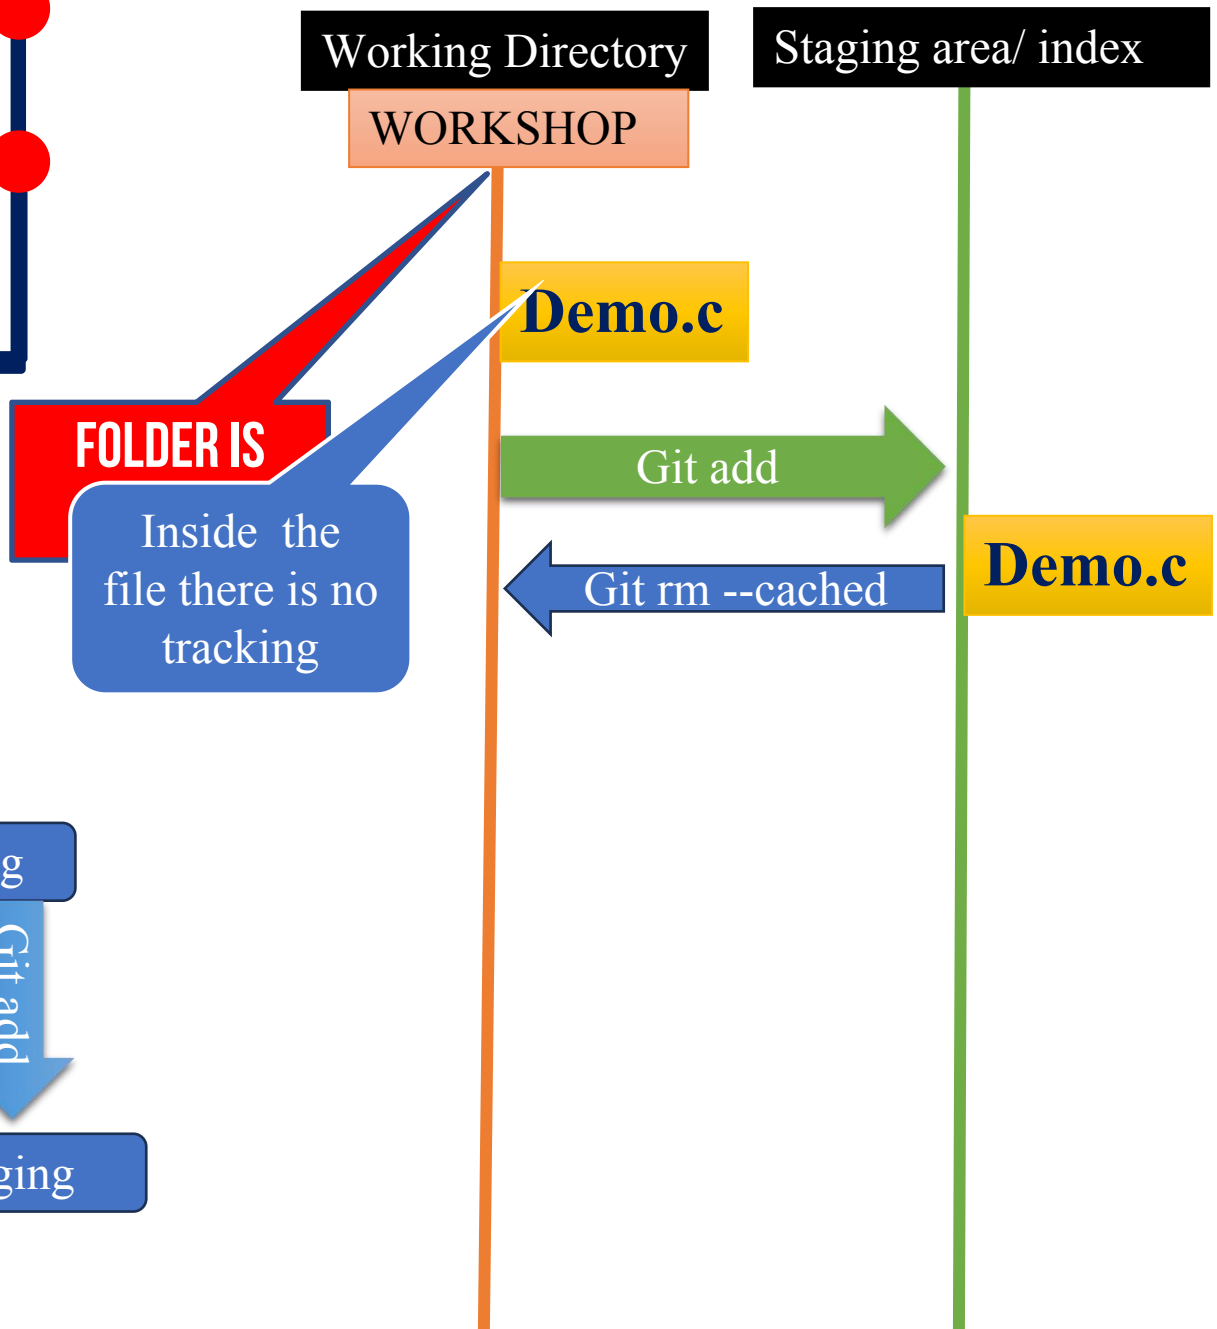 Working Directory
Staging area/ index
WORKSHOP
Demo.c
FOLDER IS
Git add
Inside the
file there is no
tracking
Demo.c
Git rm --cached
g
Git add
ging